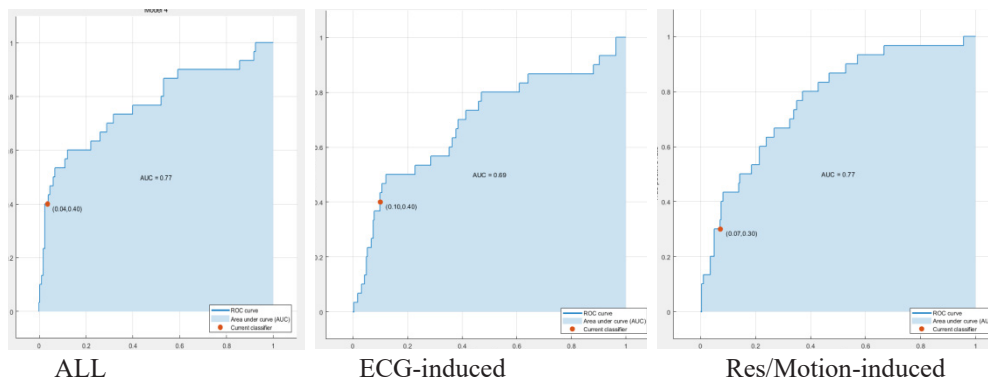 Model 4
1
0.8
0.6
0.4
0.2
0
0 0.2 0.4 0.6 0.8 1
AUC = 0.77
(0.04,0.40)
ROC curve
Area under curve (AUC)
Current classifier
1
0.8
0.6
0.4
0.2
0
0 0.2 0.4 0.6 0.8 1
AUC = 0.69
(0.10,0.40)
ROC curve
Area under curve (AUC)
Current classifier
1
0.8
0.6
0.4
0.2
0
0 0.2 0.4 0.6 0.8 1
AUC = 0.77
(0.07,0.30)
ROC curve
Area under curve (AUC)
Current classifier
ALL ECG-induced Res/Motion-induced